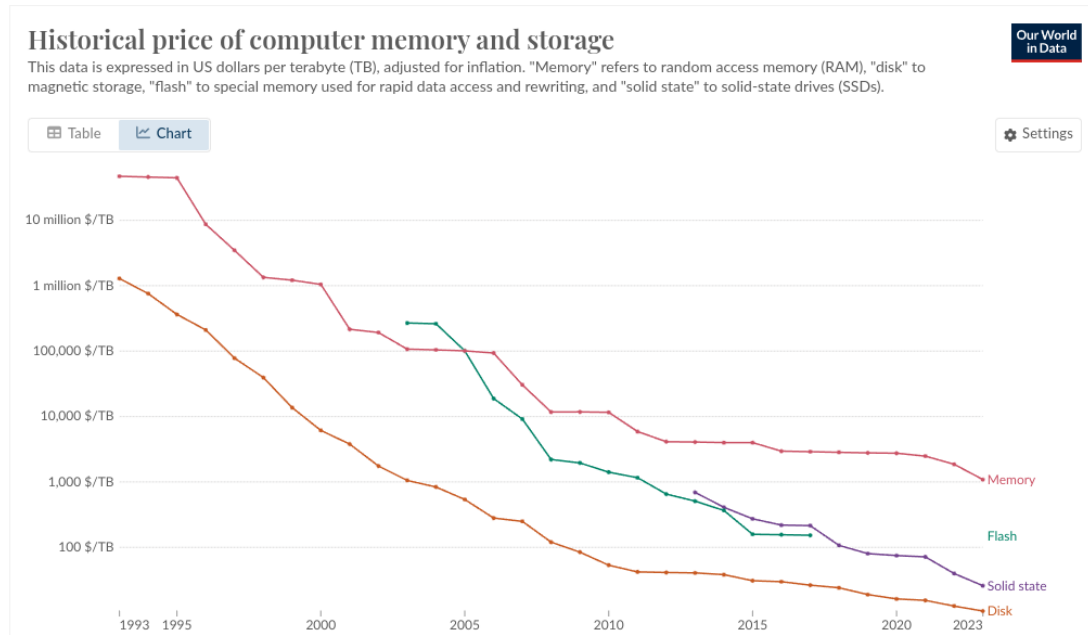 Historical price of computer memory and storage
Our World
in Data
This data is expressed in US dollars per terabyte (TB), adjusted for inflation. "Memory" refers to random access memory (RAM), "disk" to
magnetic storage, "flash" to special memory used for rapid data access and rewriting, and "solid state" to solid-state drives (SSDs).
Table
Chart
Settings
10 million $/TB
1 million $/TB
100,000 $/TB
10,000 $/TB
1,000 $/TB
100 $/TB
Memory
Flash
Solid state
Disk
1993 1995 2000 2005 2010 2015 2020 2023